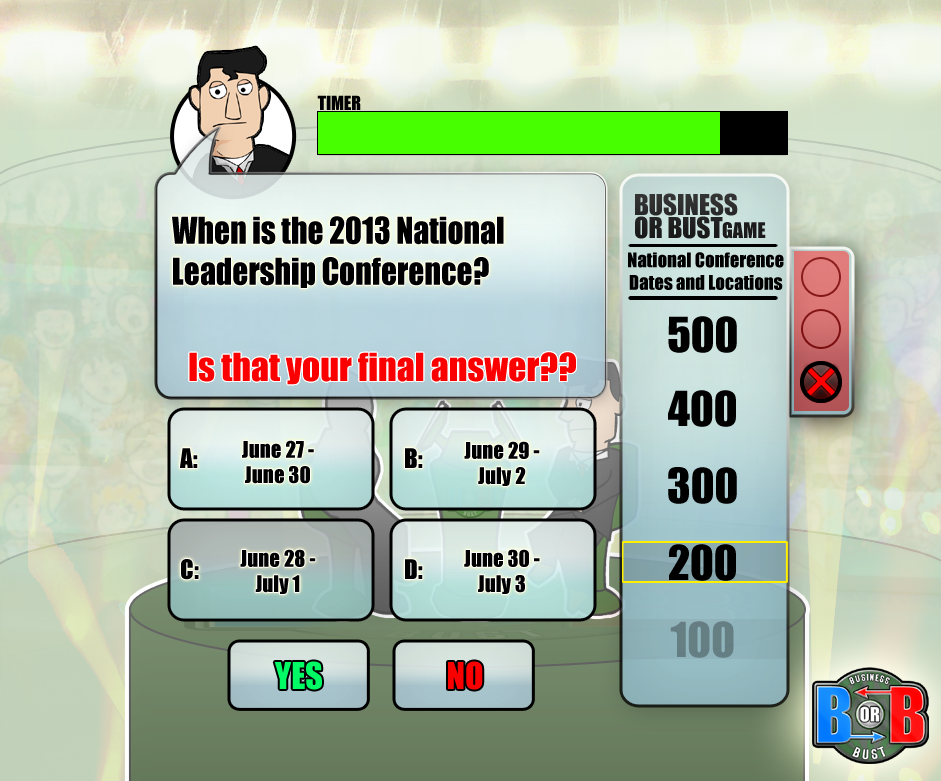 TIMER
When is the 2013 National
Leadership Conference?
Is that your final answer??
A:
June 27 -
June 30
B:
June 29 -
July 2
C:
June 28 -
July 1
D:
June 30 -
July 3
YES
NO
BUSINESS
OR BUST GAME
National Conference
Dates and Locations
500
400
300
200
100
BUSINESS
B OR B
BUST